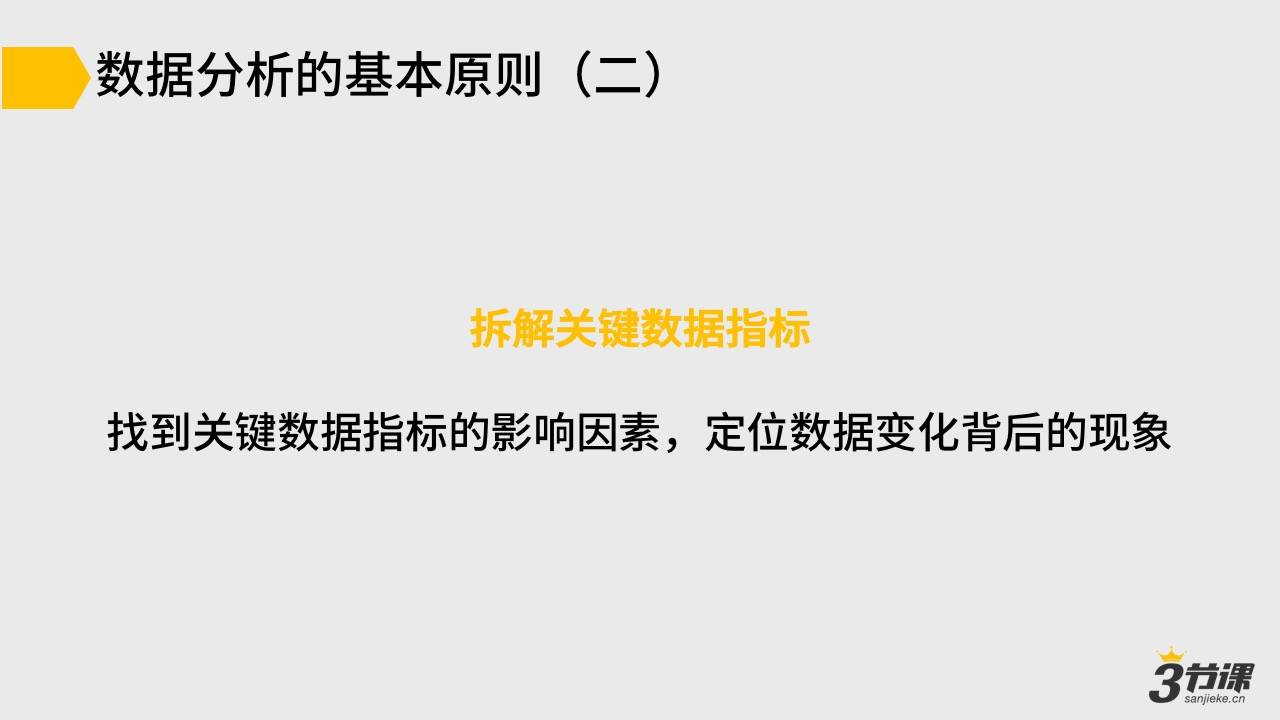 数据分析的基本原则（二）
拆解关键数据指标
找到关键数据指标的影响因素，定位数据变化背后的现象
3节课
sanjieke.cn